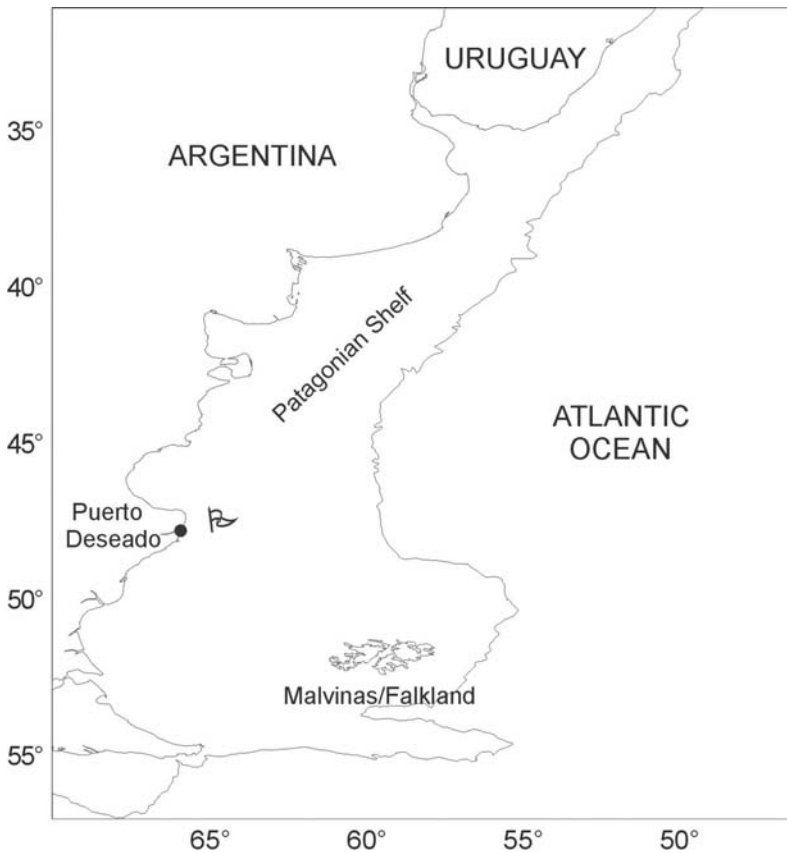 URUGUAY
35°
ARGENTINA
40°
Patagonian Shelf
ATLANTIC
OCEAN
45°
Puerto
Deseado
50°
Malvinas/Falkland
55°
65°
60°
55°
50°